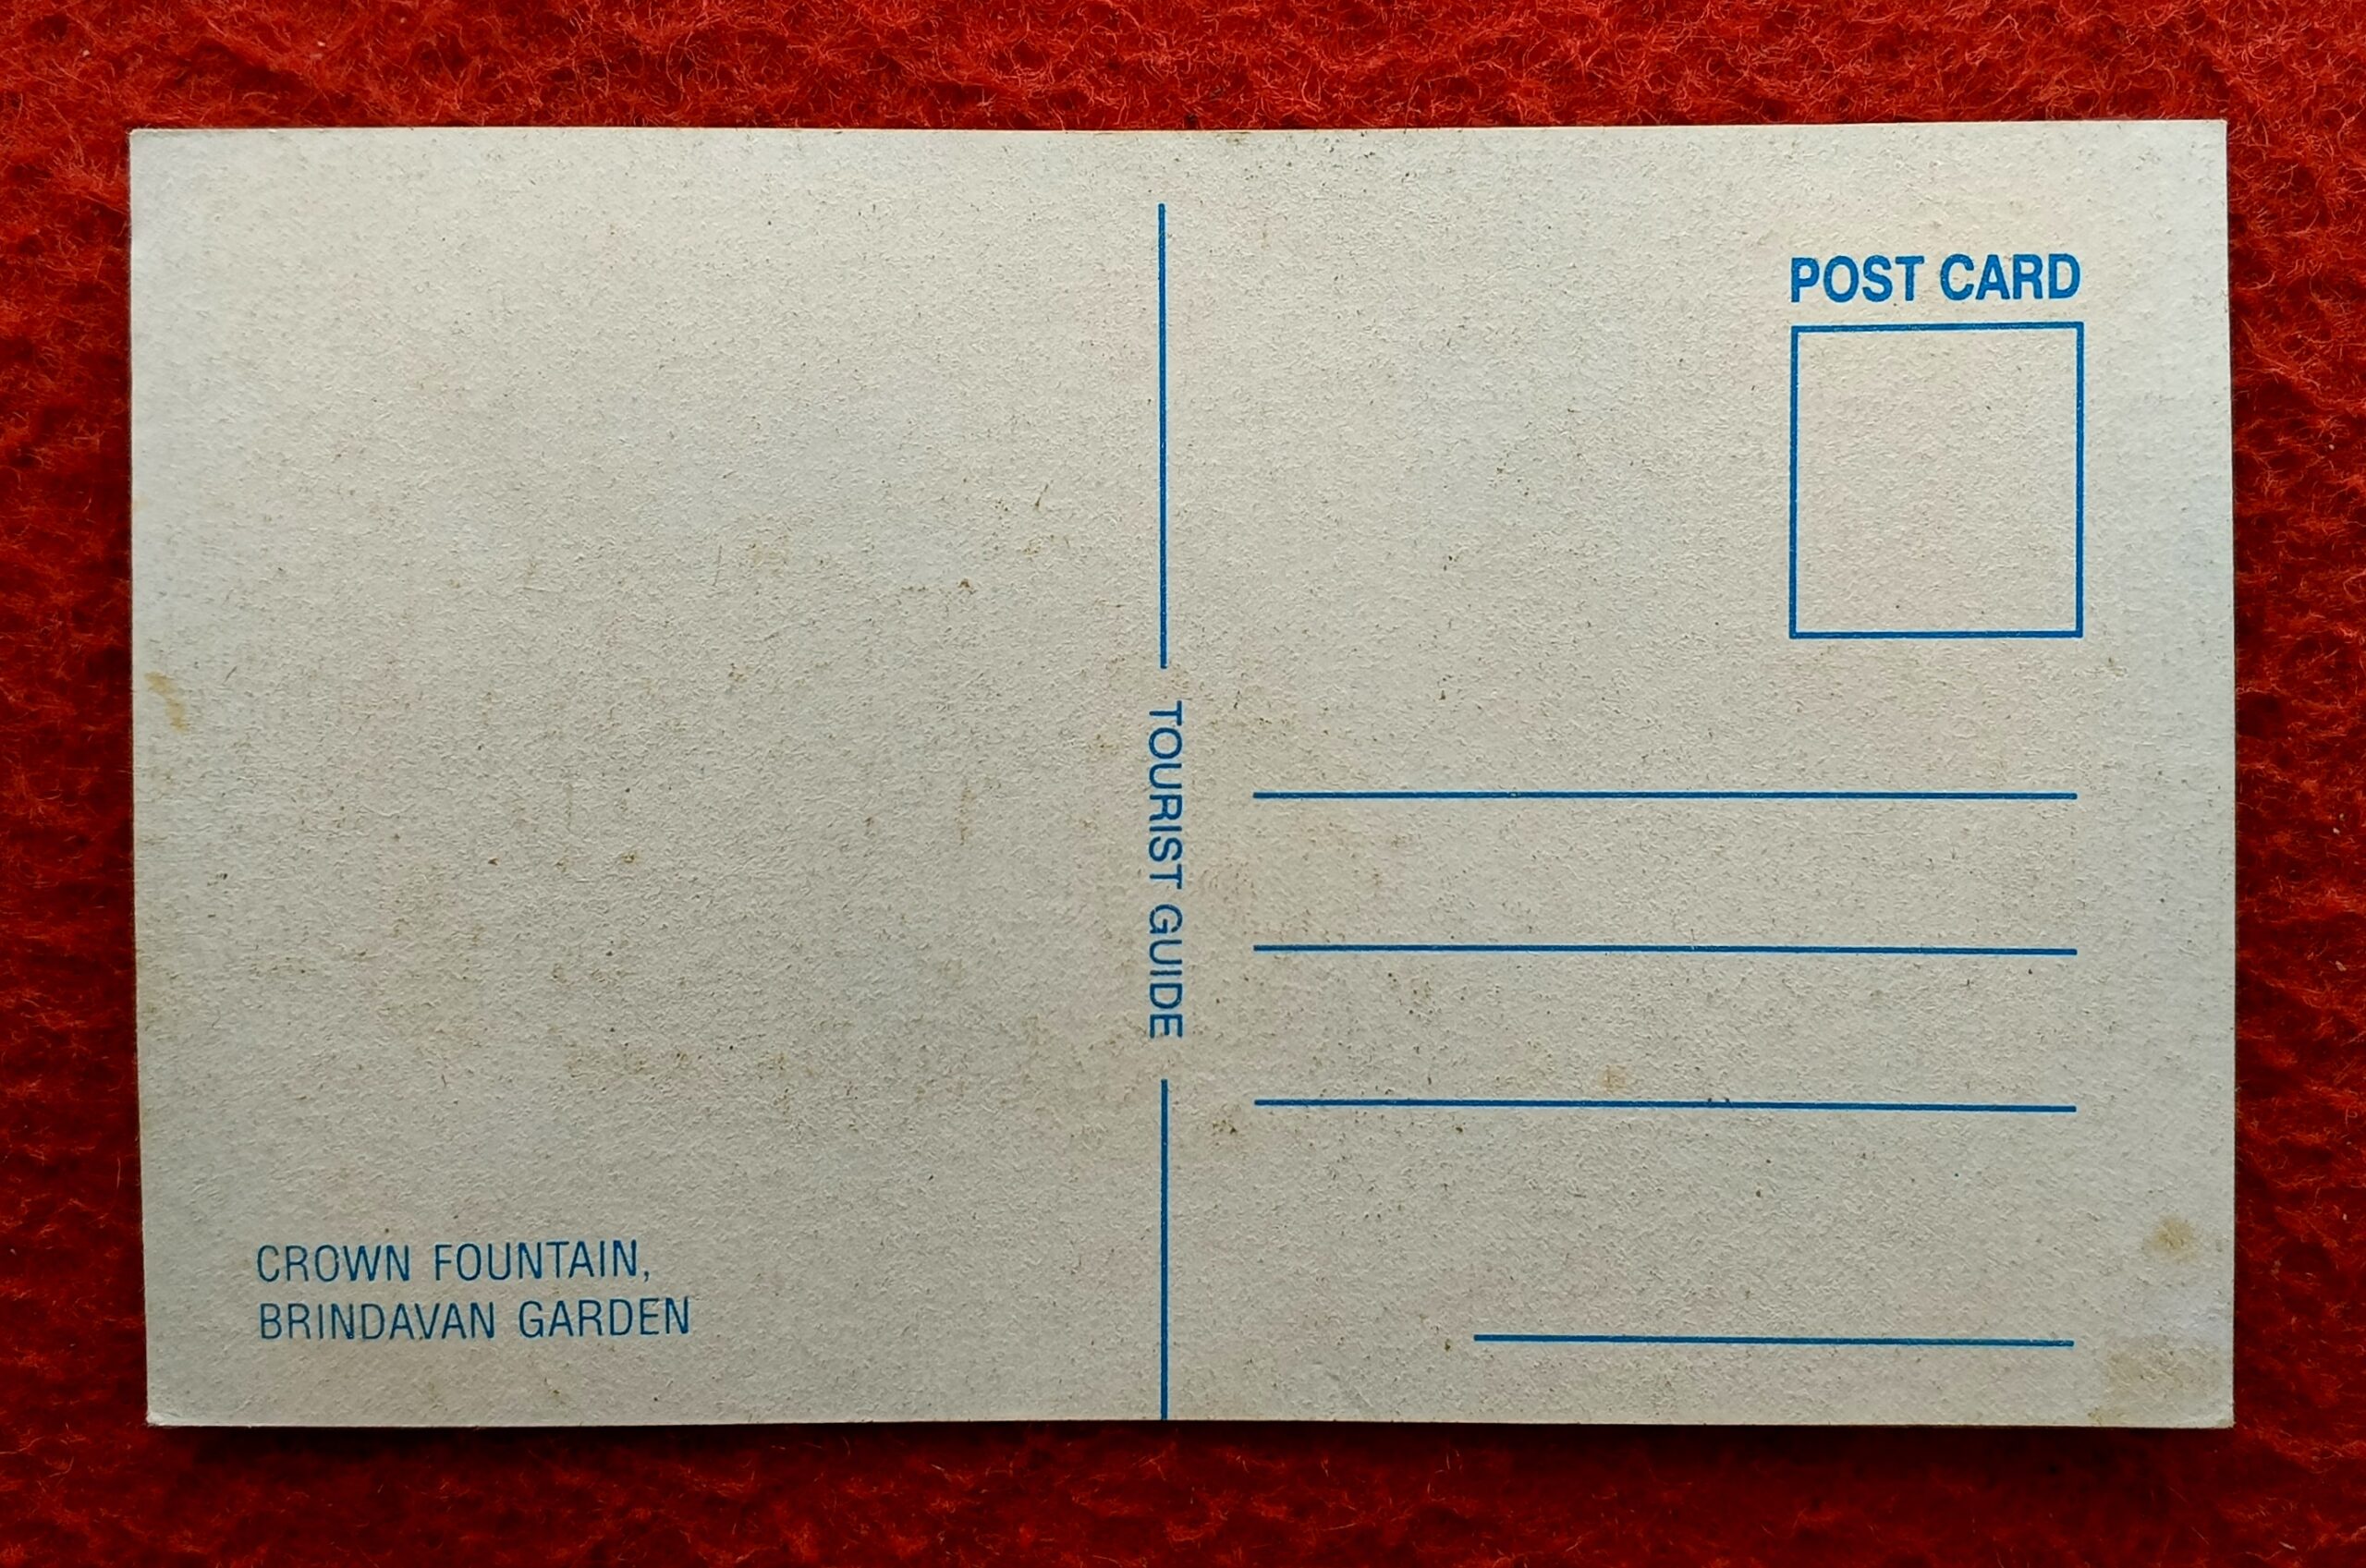 POST CARD
TOURIST GUIDE
CROWN FOUNTAIN,
BRINDAVAN GARDEN